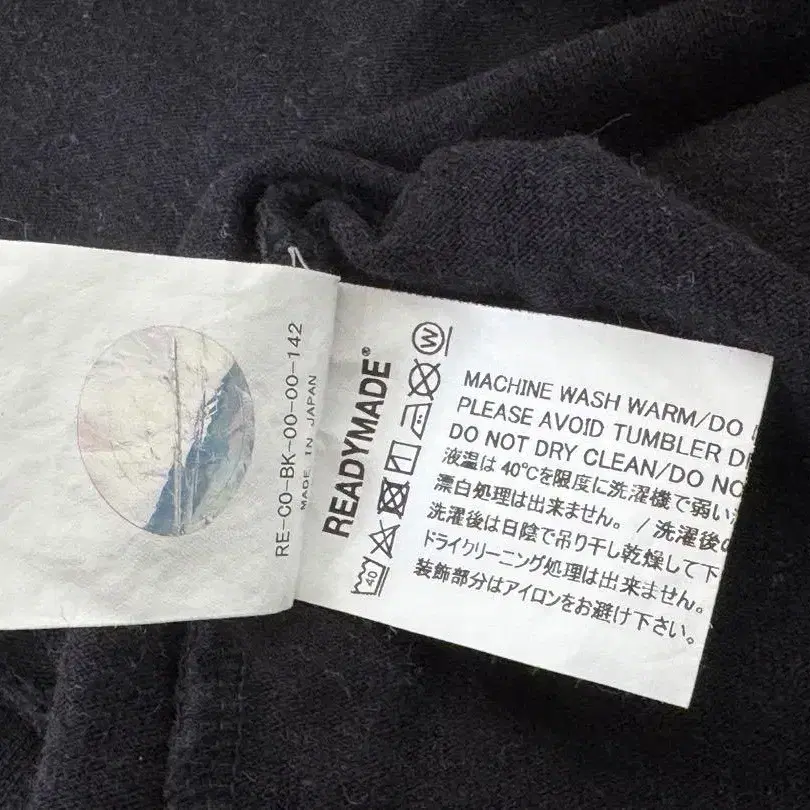 RE-CO-BK-00-00-142
MADE IN JAPAN
READYMADE®
W
40
MACHINE WASH WARM/DO
PLEASE AVOID TUMBLER
DO NOT DRY CLEAN/DO NO
液温は40℃を限度に洗濯機で弱い
漂白処理は出来ません。/洗濯後の
洗濯後は日陰で吊り干し乾燥して下
ドライクリーニング処理は出来ません。
装飾部分はアイロンをお避け下さい。